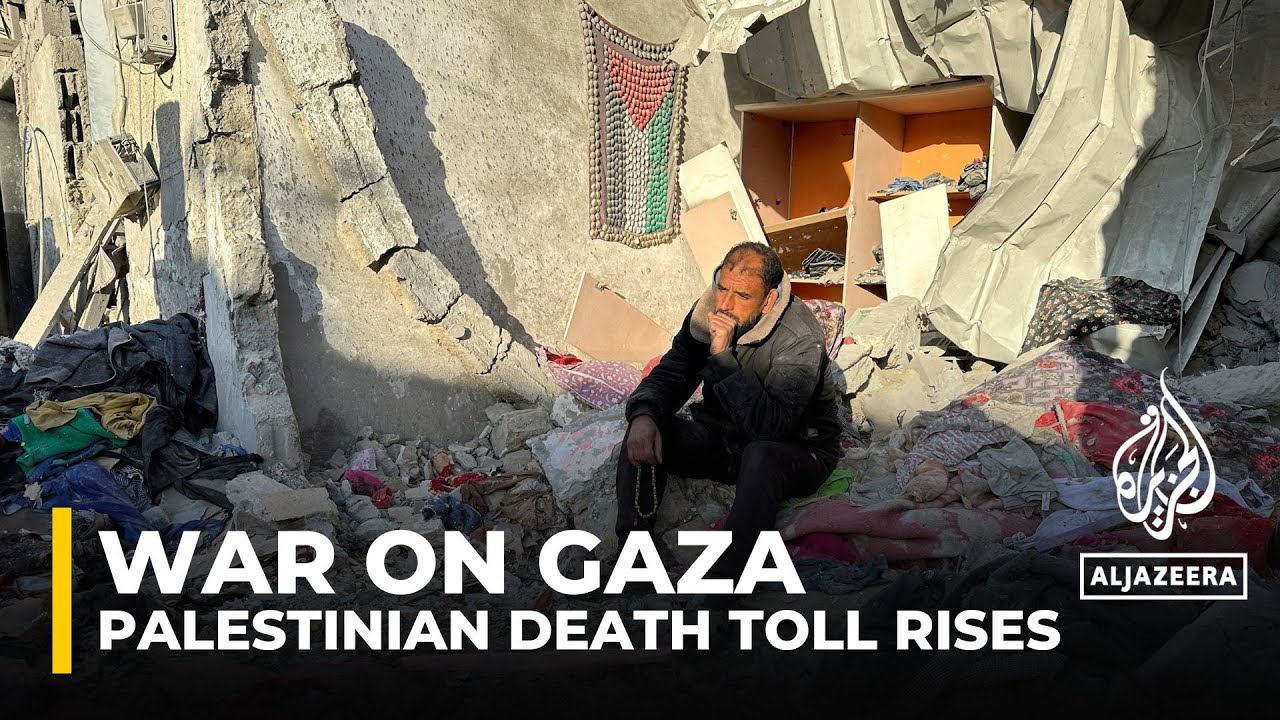 WAR ON GAZA
PALESTINIAN DEATH TOLL RISES
الجزيرة
ALJAZEERA